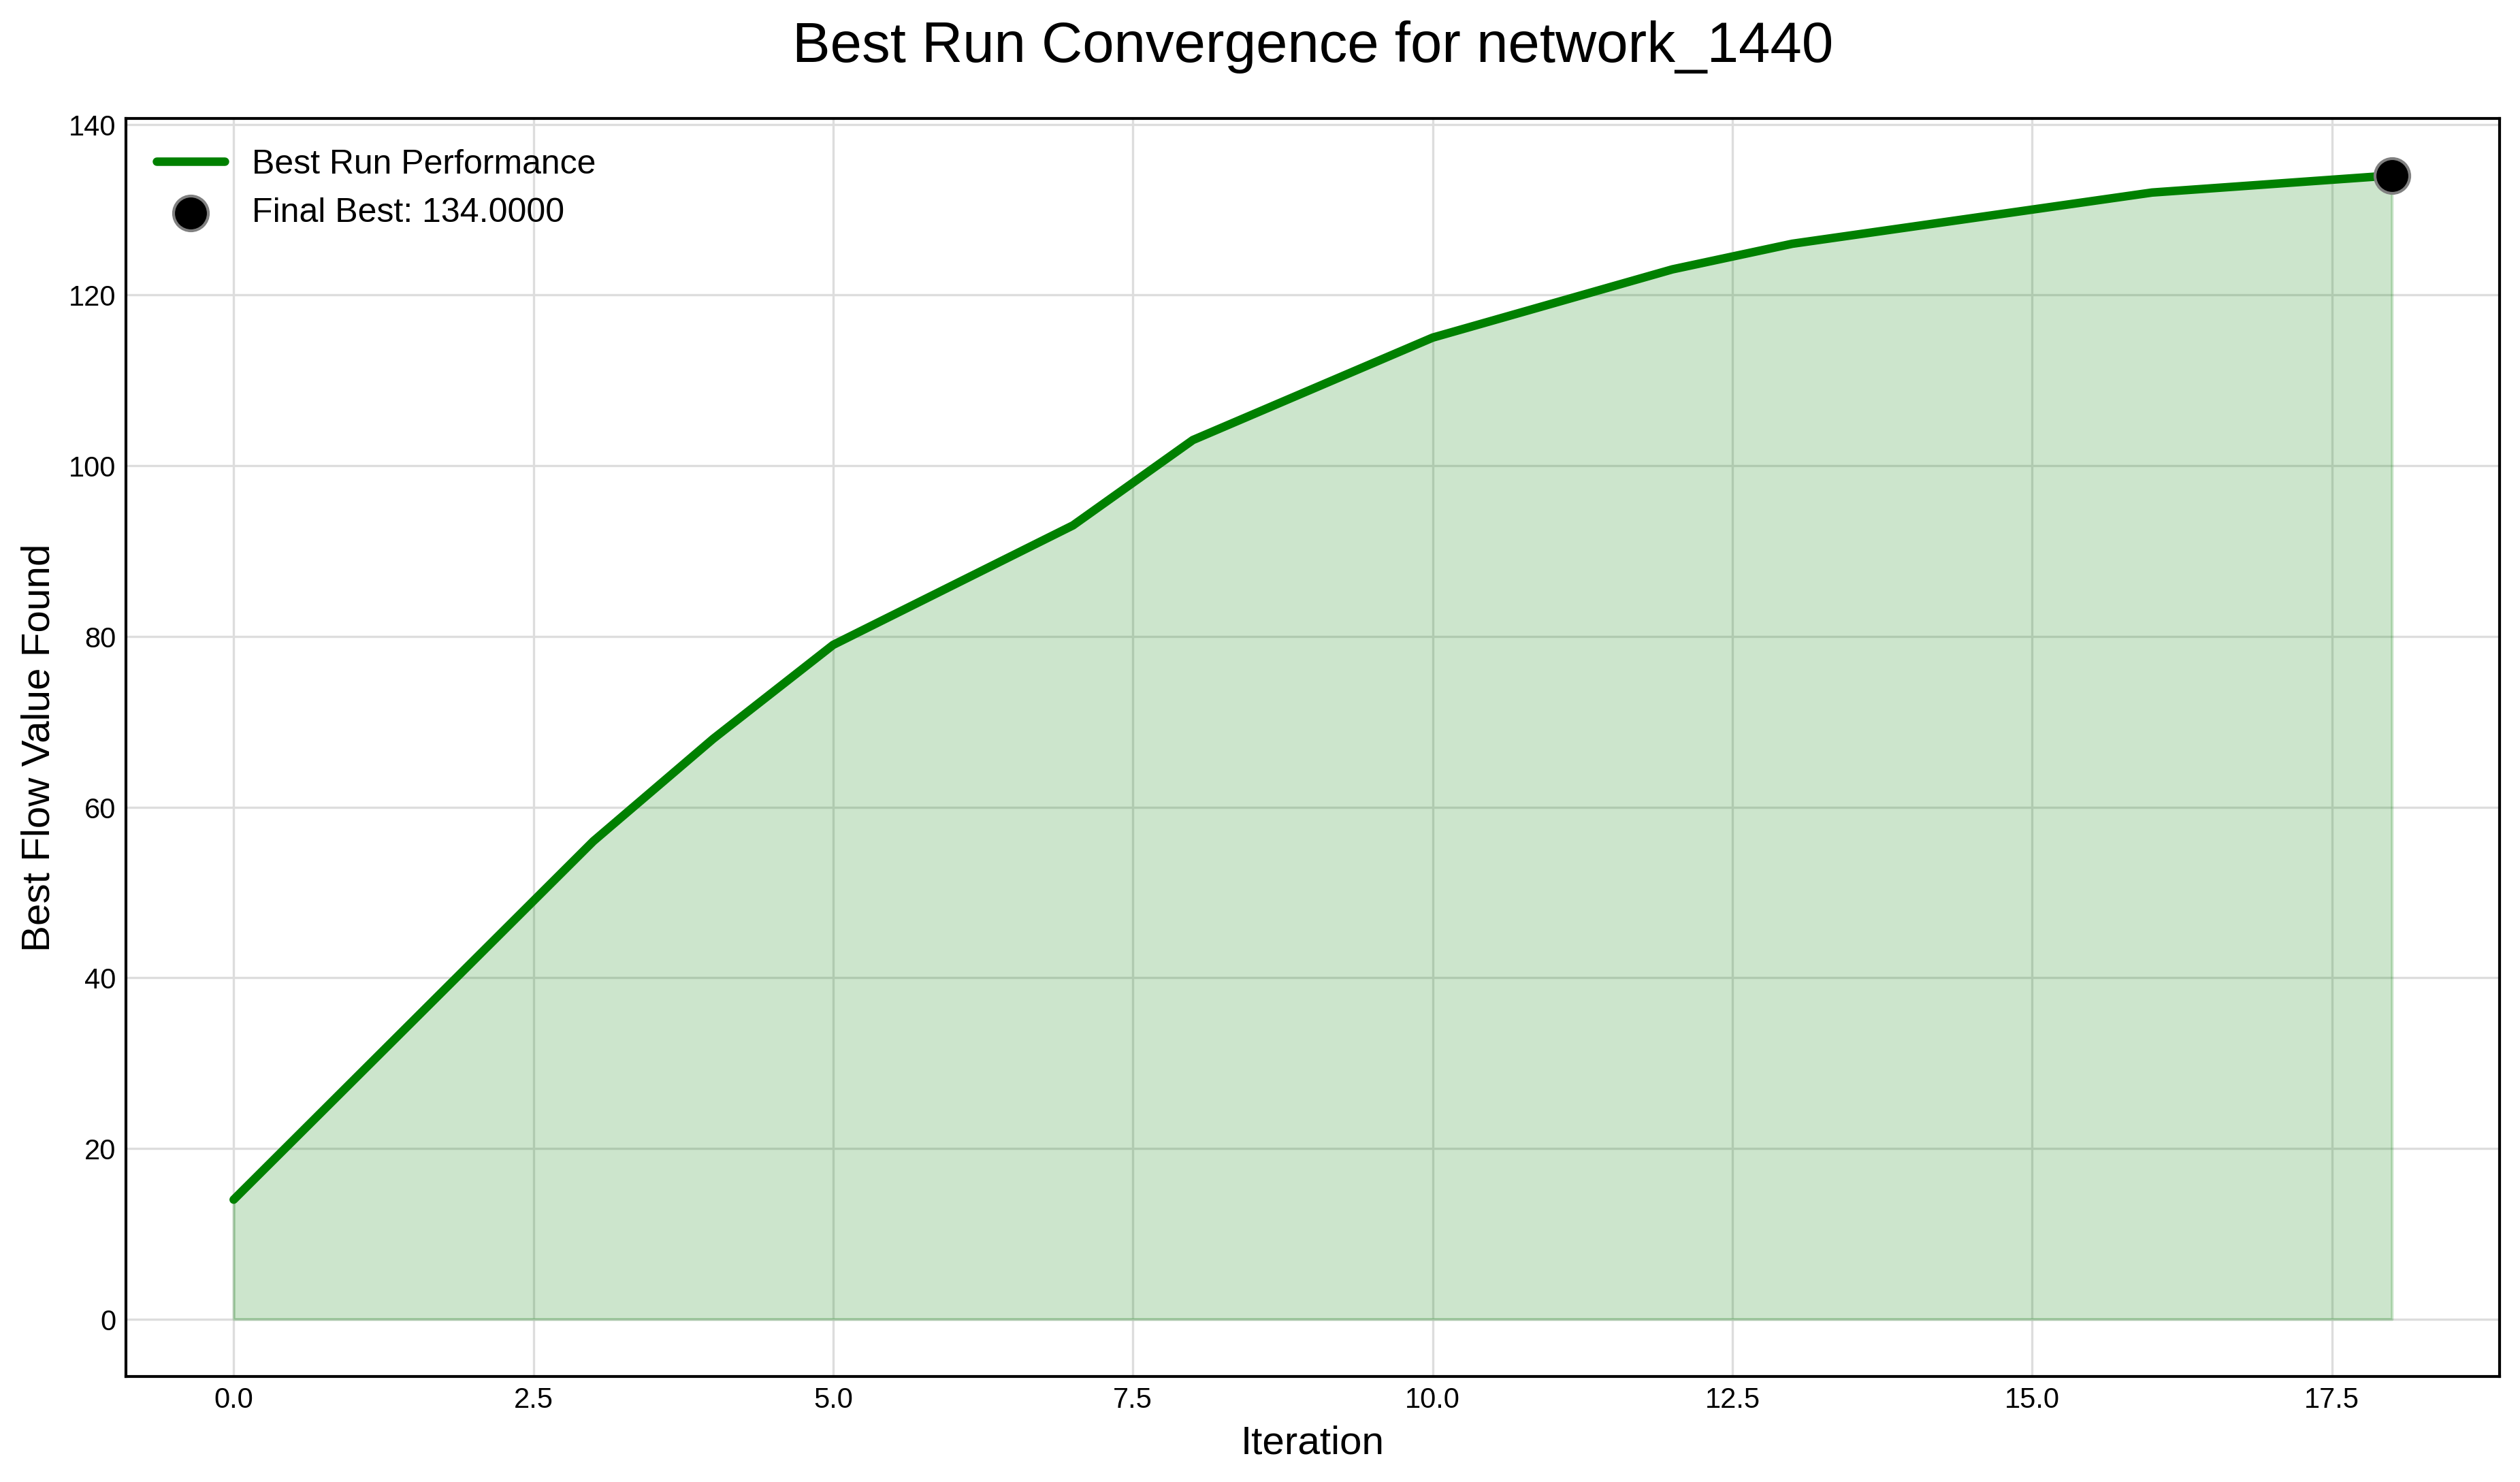 Best Run Convergence for network_1440
Best Run Performance
Final Best: 134.0000
Best Flow Value Found
140
120
100
80
60
40
20
0
0.0 2.5 5.0 7.5 10.0 12.5 15.0 17.5
Iteration